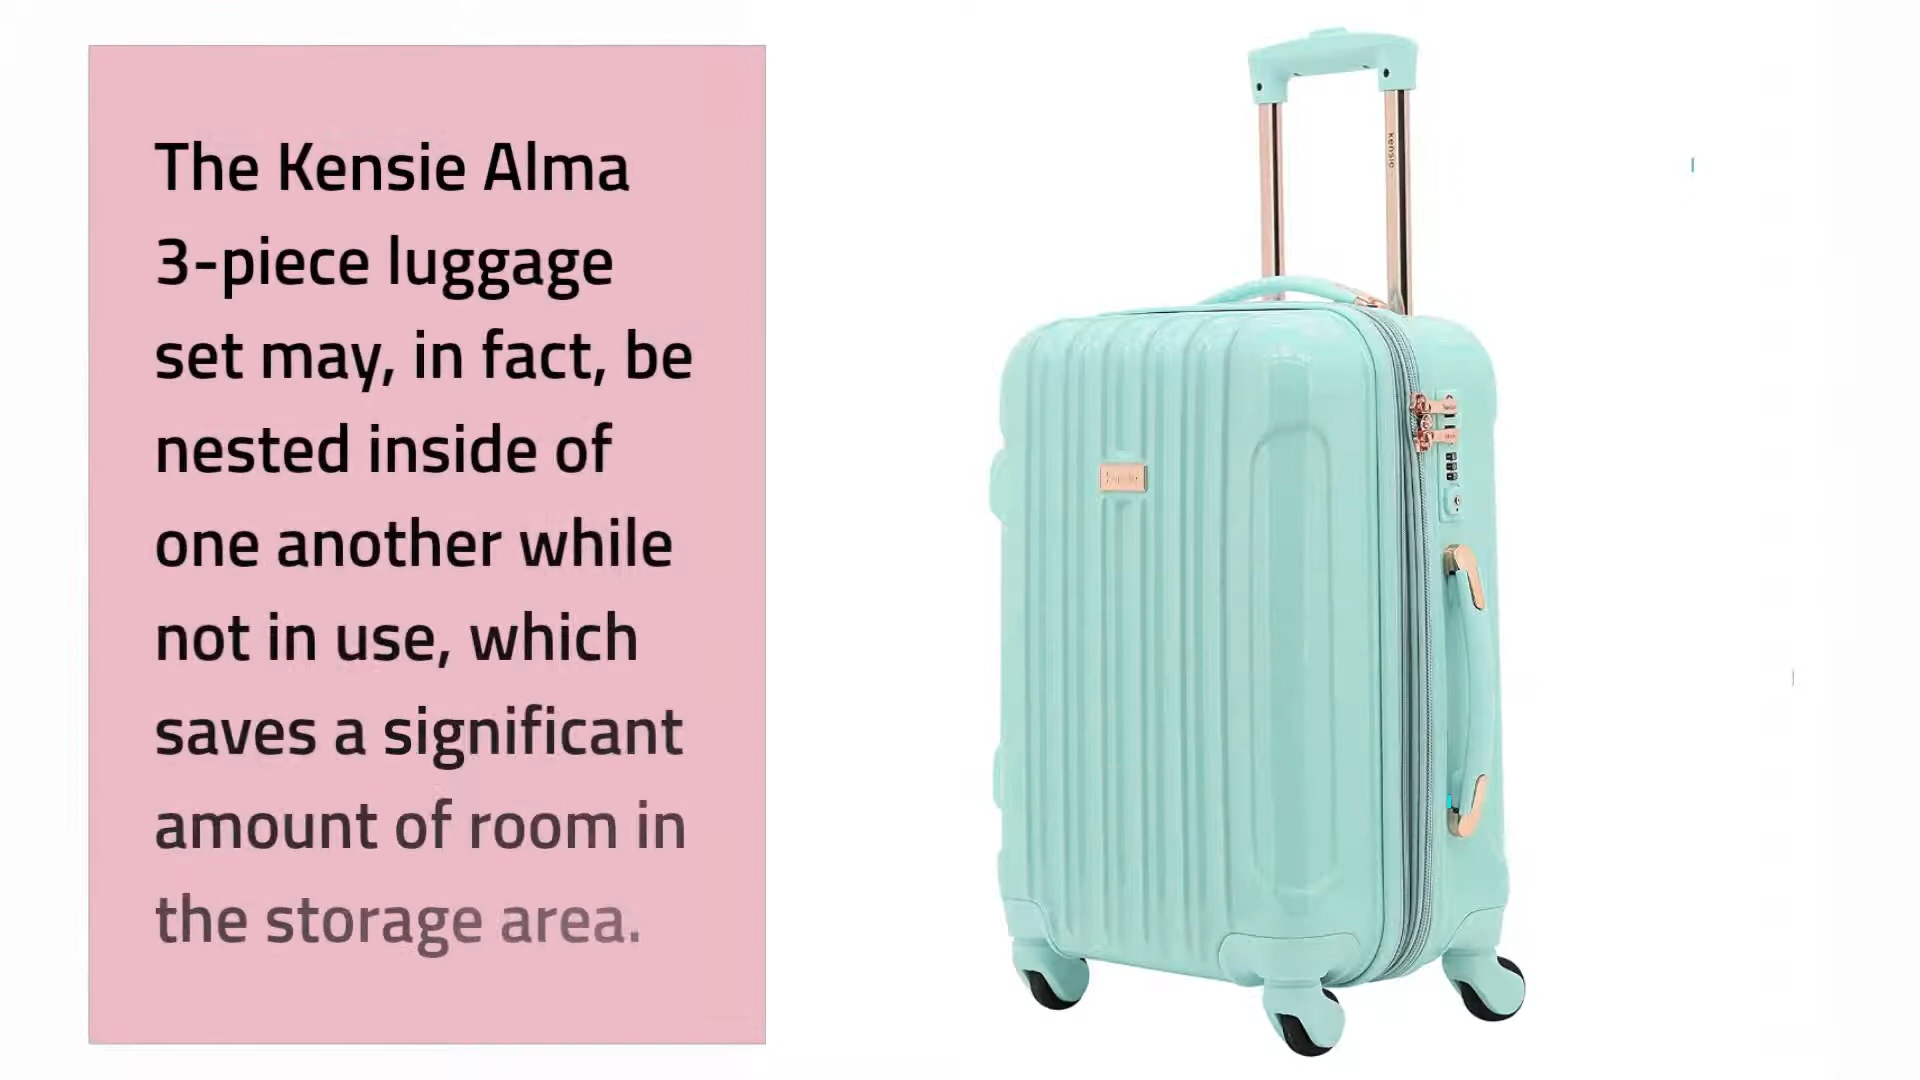 The Kensie Alma
3-piece luggage
set may, in fact, be
nested inside of
one another while
not in use, which
saves a significant
amount of room in
the storage area.
kensie